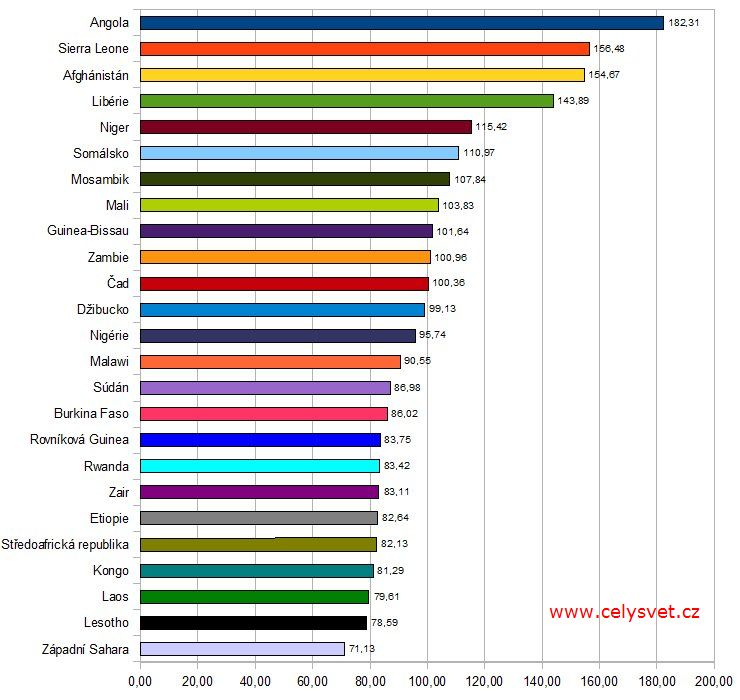 Angola 182,31
Sierra Leone 156,48
Afghánistán 154,67
Libérie 143,89
Niger 115,42
Somálsko 110,97
Mosambik 107,84
Mali 103,83
Guinea-Bissau 101,64
Zambie 100,96
Čad 100,36
Džibucko 99,13
Nigérie 95,74
Malawi 90,55
Súdán 86,98
Burkina Faso 86,02
Rovníková Guinea 83,75
Rwanda 83,42
Zair 83,11
Etiopie 82,64
Středoafrická republika 82,13
Kongo 81,29
Laos 79,61
www.celysvet.cz
Lesotho 78,59
Západní Sahara 71,13
0,00 20,00 40,00 60,00 80,00 100,00 120,00 140,00 160,00 180,00 200,00